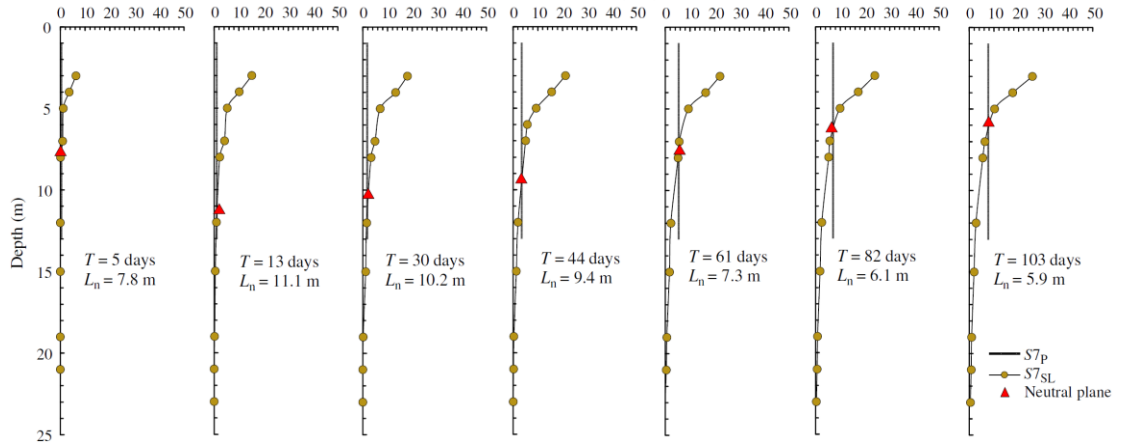 0 10 20 30 40 50
0 10 20 30 40 50
0 10 20 30 40 50
0 10 20 30 40 50
0 10 20 30 40 50
0 10 20 30 40 50
0 10 20 30 40 50
0
5
10
15
20
25
Depth (m)
T = 5 days
Ln = 7.8 m
T = 13 days
Ln = 11.1 m
T = 30 days
Ln = 10.2 m
T = 44 days
Ln = 9.4 m
T = 61 days
Ln = 7.3 m
T = 82 days
Ln = 6.1 m
T = 103 days
Ln = 5.9 m
S7P
S7SL
Neutral plane